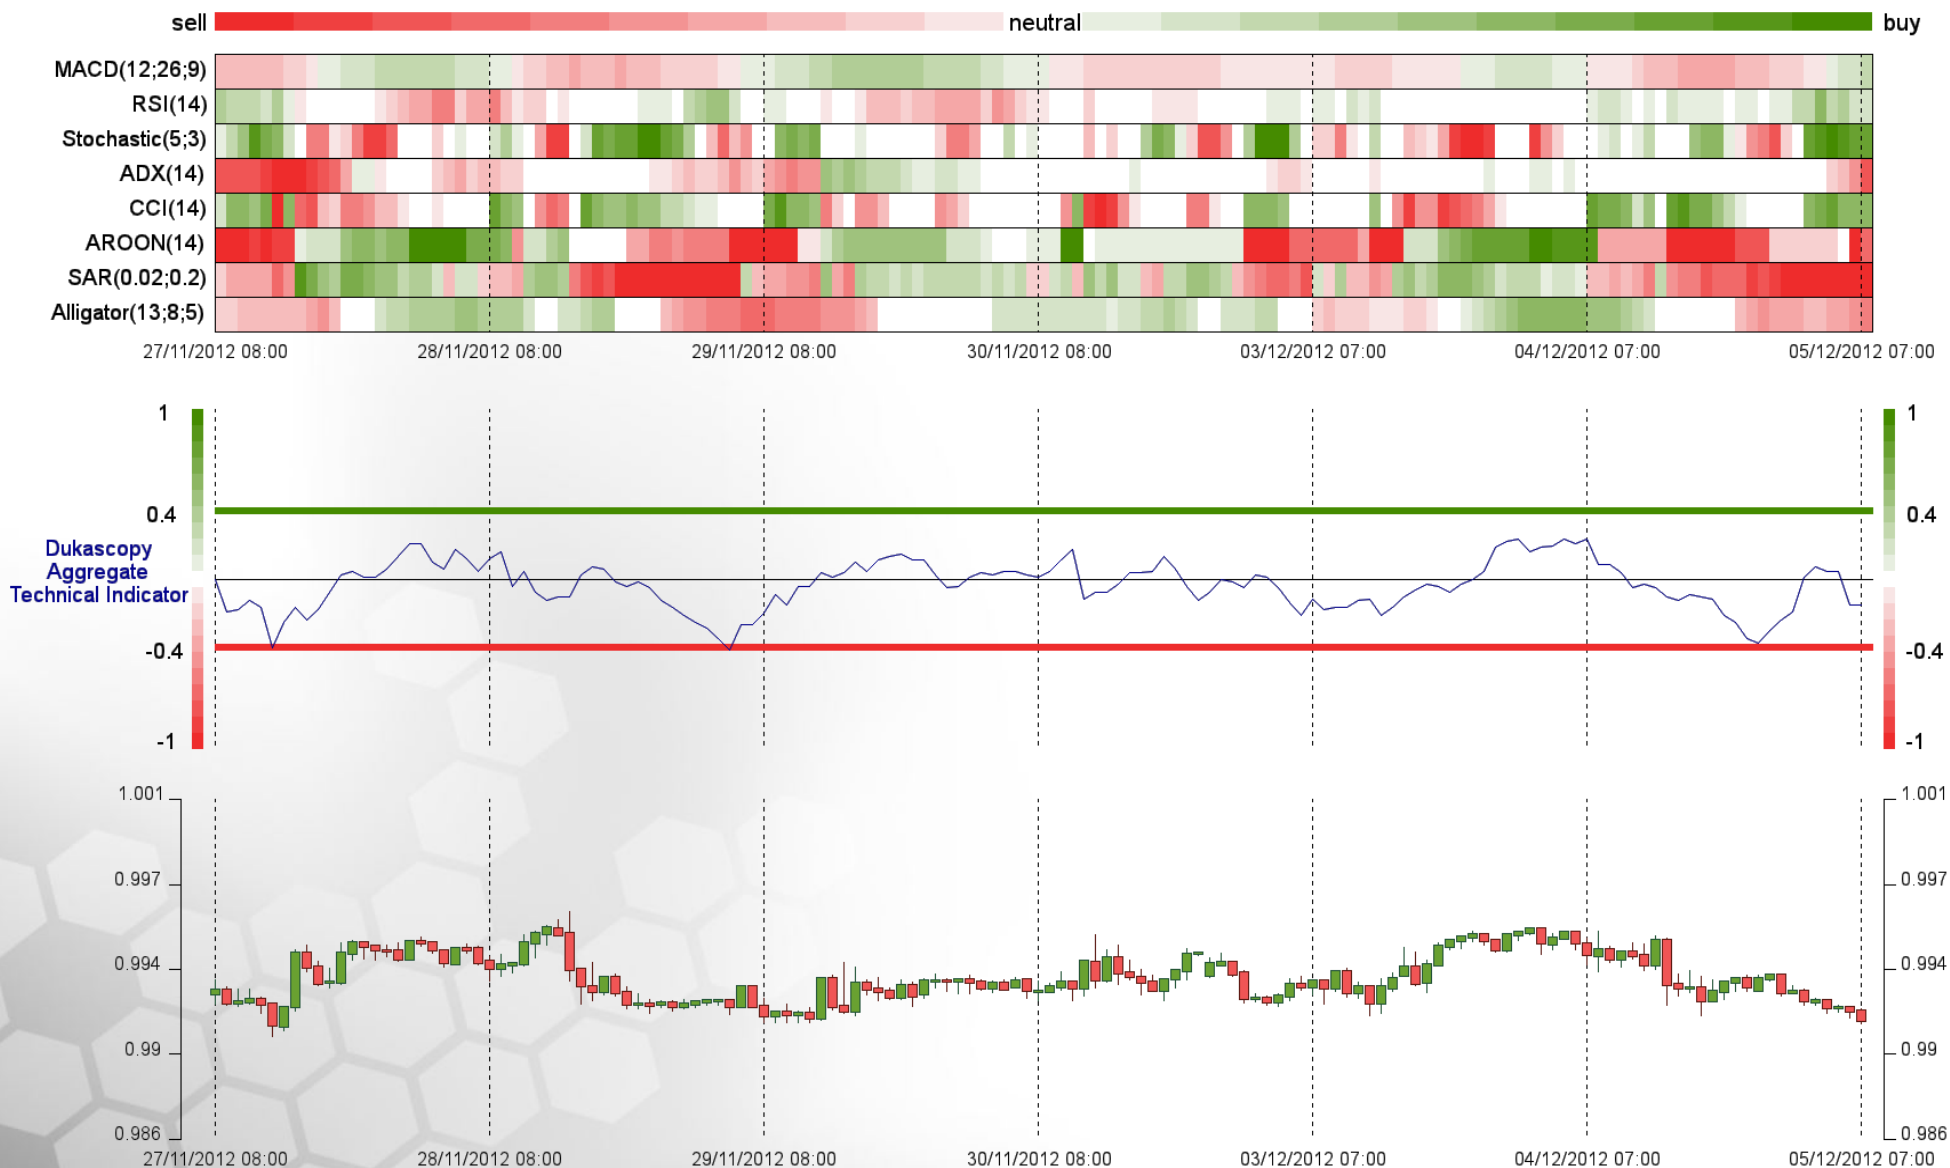 sell neutral buy
MACD(12;26;9)
RSI(14)
Stochastic(5;3)
ADX(14)
CCI(14)
AROON(14)
SAR(0.02;0.2)
Alligator(13;8;5)
27/11/2012 08:00 28/11/2012 08:00 29/11/2012 08:00 30/11/2012 08:00 03/12/2012 07:00 04/12/2012 07:00 05/12/2012 07:00
1 1
0.4 0.4
Dukascopy
Aggregate
Technical Indicator
-0.4 -0.4
-1 -1
1.001 1.001
0.997 0.997
0.994 0.994
0.99 0.99
0.986 0.986
27/11/2012 08:00 28/11/2012 08:00 29/11/2012 08:00 30/11/2012 08:00 03/12/2012 07:00 04/12/2012 07:00 05/12/2012 07:00